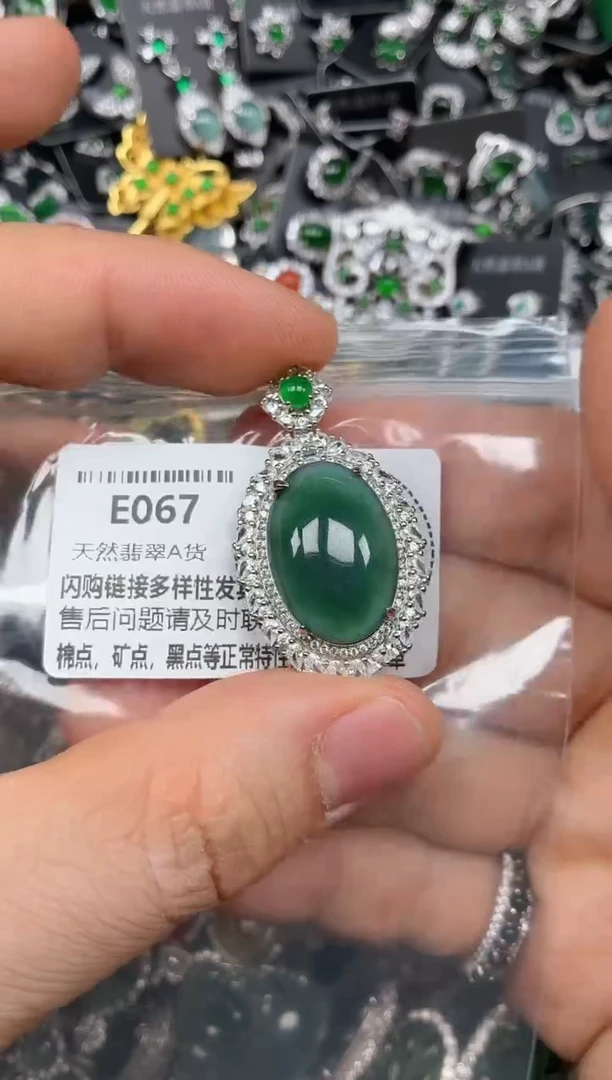 E067
天然翡翠A货
闪购链接多样性发
售后问题请及时联
棉点，矿点，黑点等正常特